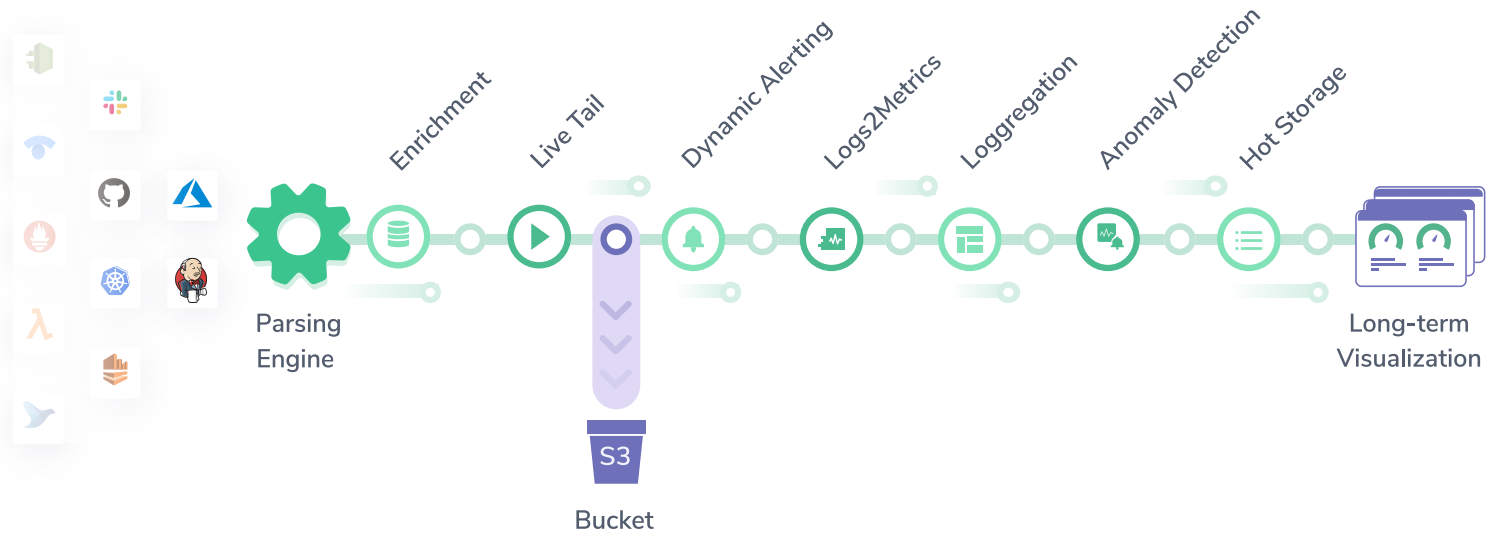 Enrichment
Live Tail
Dynamic Alerting
Logs2Metrics
Loggregation
Anomaly Detection
Hot Storage
Parsing
Engine
Long-term
Visualization
S3
Bucket